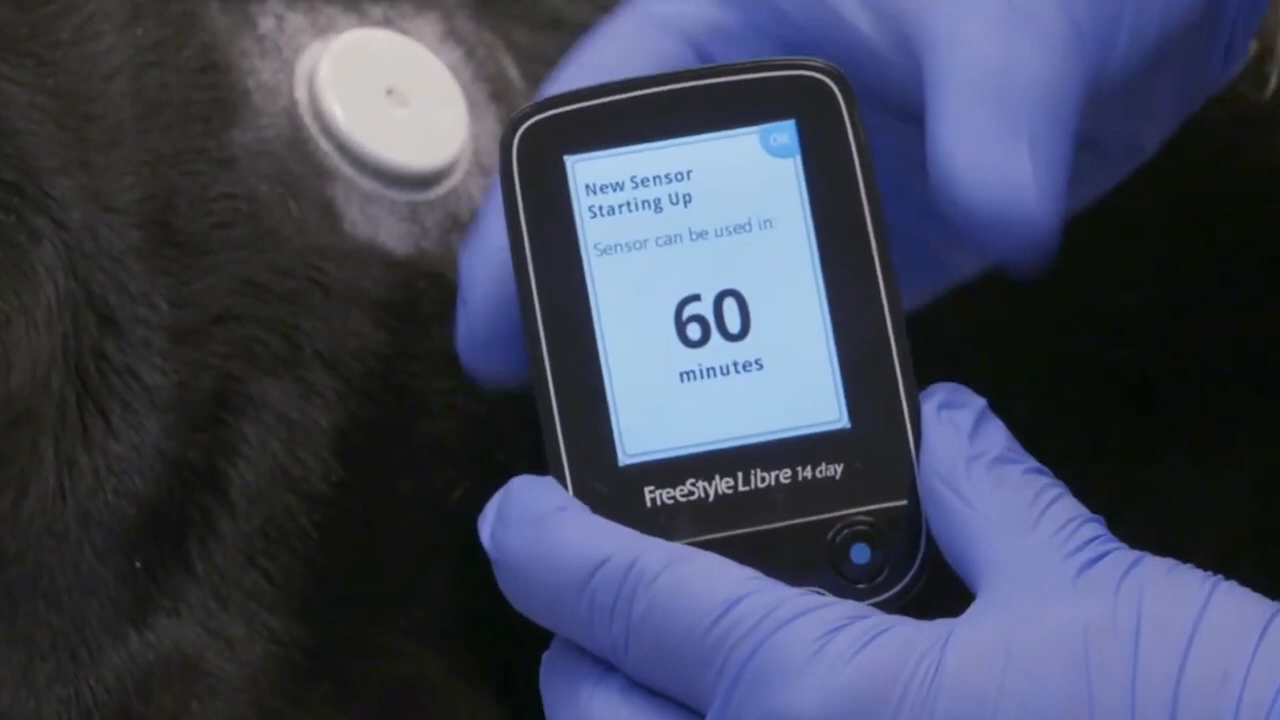 OK
New Sensor
Starting Up
Sensor can be used in:
60
minutes
FreeStyle Libre 14 day